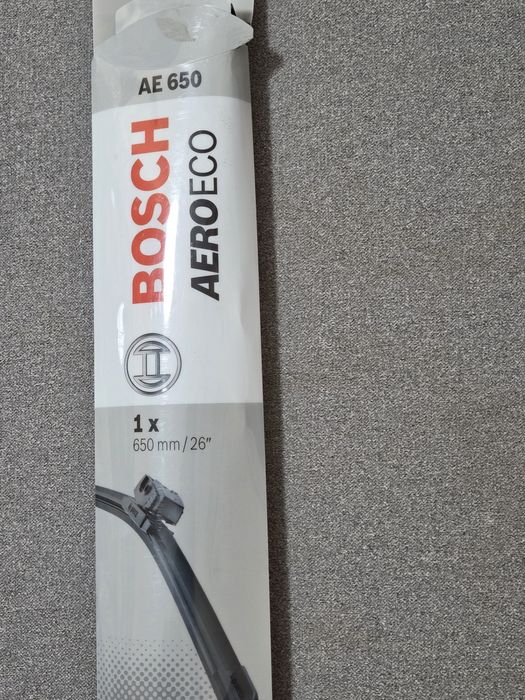 AE 650
BOSCH
AEROECO
1 x
650 mm / 26"